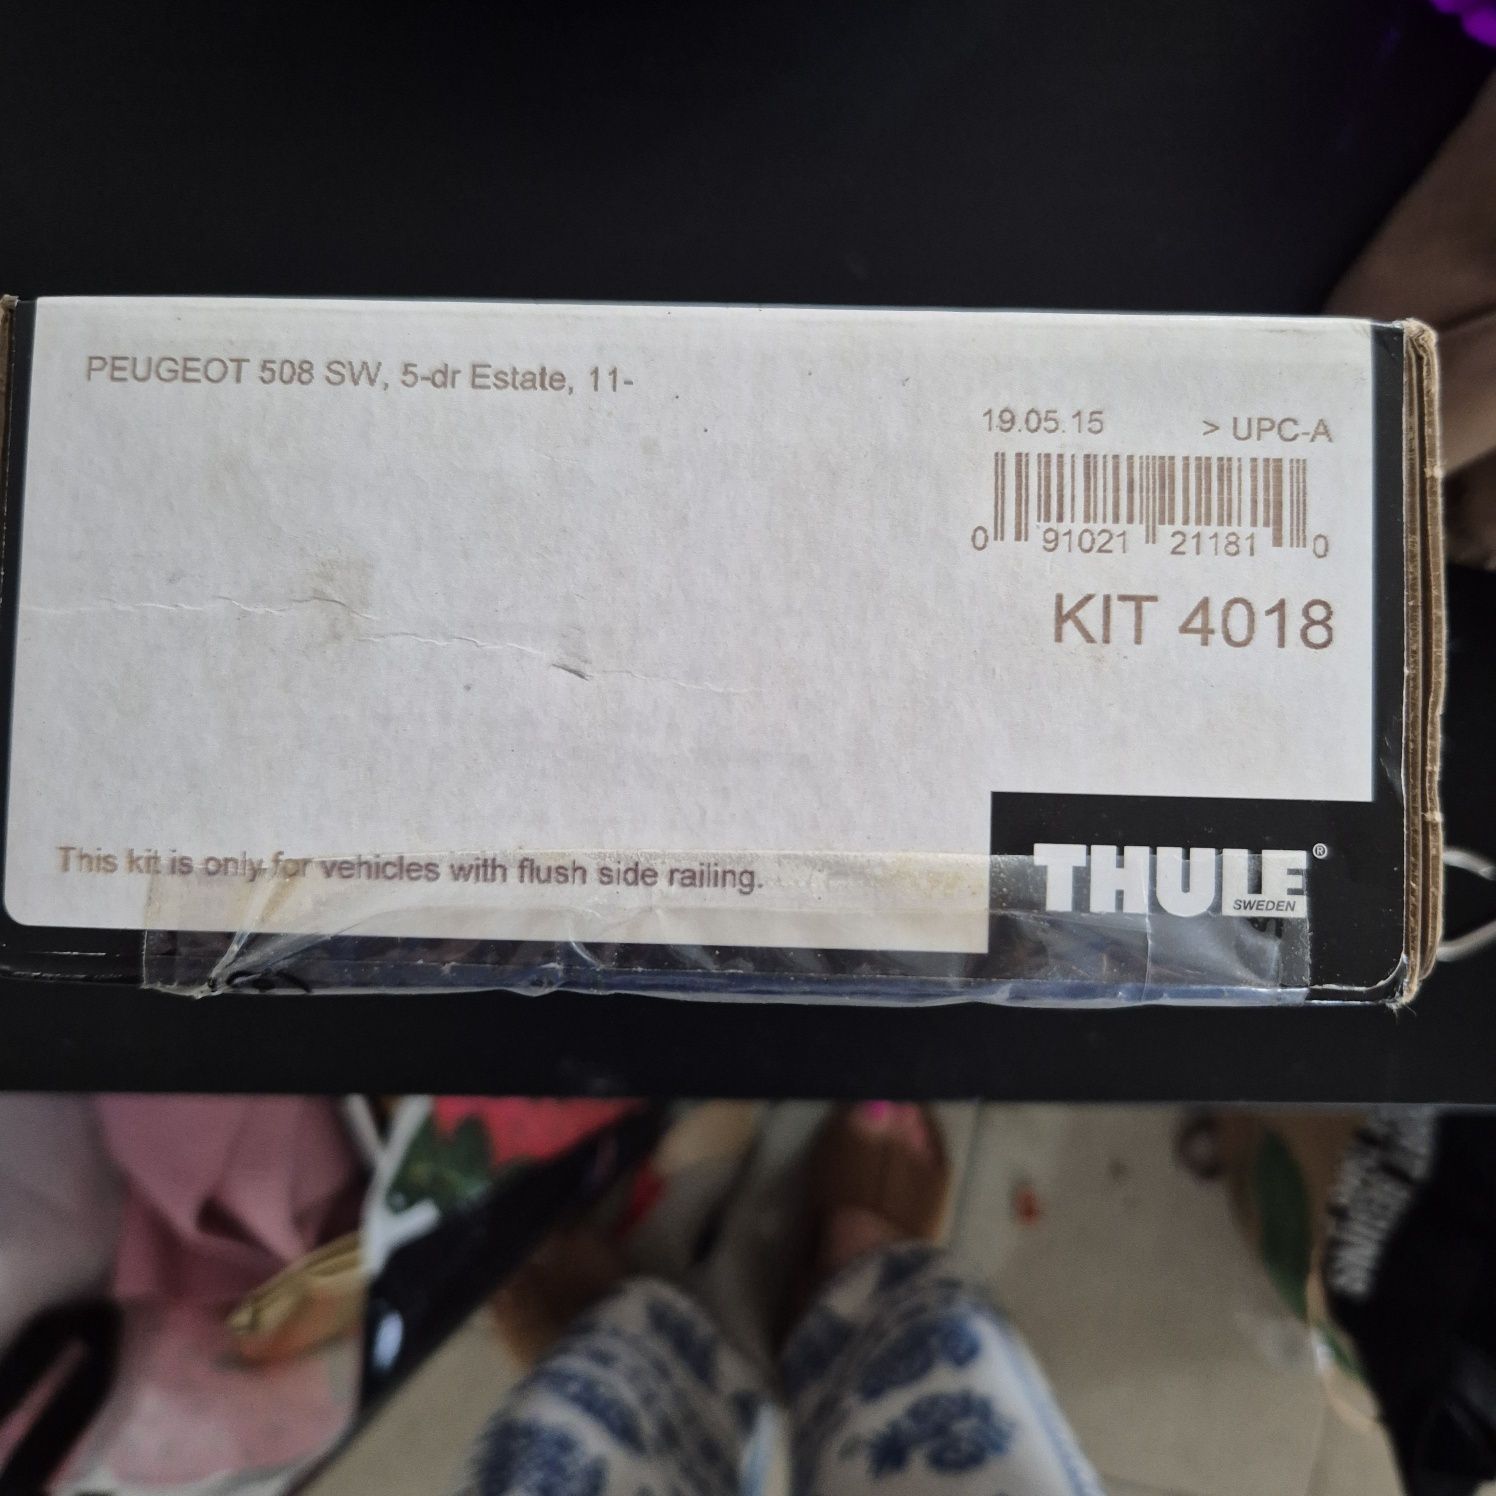 PEUGEOT 508 SW, 5-dr Estate, 11-
19.05.15 > UPC-A
0 91021 21181 0
KIT 4018
This kit is only for vehicles with flush side railing.
THULE®
SWEDEN